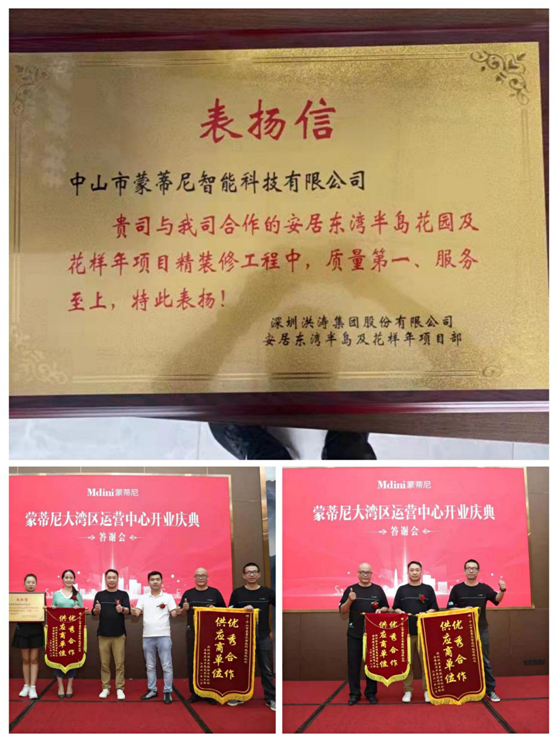 表扬信
中山市蒙蒂尼智能科技有限公司
贵司与我司合作的安居东湾半岛花园及
花样年项目精装修工程中，质量第一、服务
至上，特此表扬！
深圳洪涛集团股份有限公司
安居东湾半岛及花样年项目部
Mdini蒙蒂尼
蒙蒂尼大湾区运营中心开业庆典
答谢会
优秀合作
供应商单位
优秀合作
供应商单位
Mdini蒙蒂尼
蒙蒂尼大湾区运营中心开业庆典
答谢会
优秀合作
供应商单位
优秀合作
供应商单位